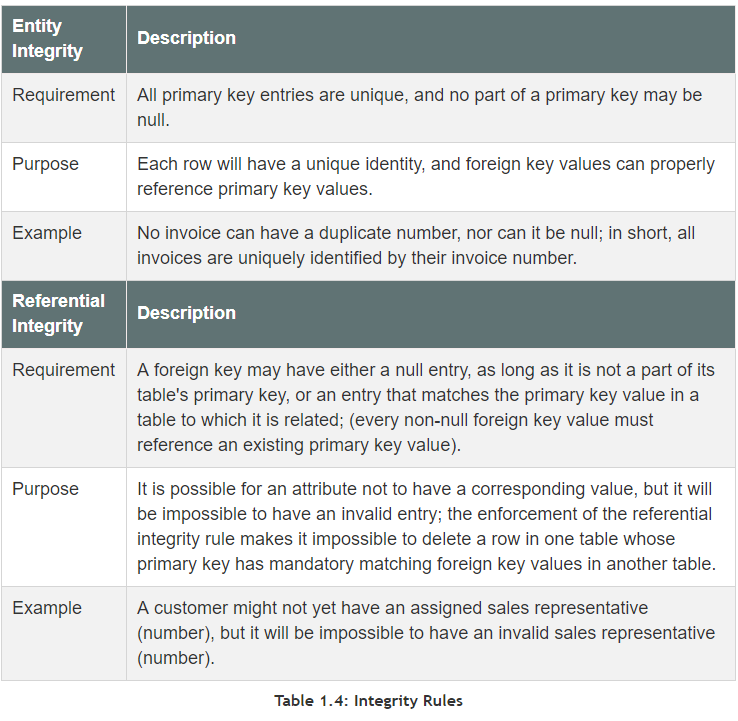 Entity
Integrity
Description
Requirement
All primary key entries are unique, and no part of a primary key may be
null.
Purpose
Each row will have a unique identity, and foreign key values can properly
reference primary key values.
Example
No invoice can have a duplicate number, nor can it be null; in short, all
invoices are uniquely identified by their invoice number.
Referential
Integrity
Description
Requirement
A foreign key may have either a null entry, as long as it is not a part of its
table's primary key, or an entry that matches the primary key value in a
table to which it is related; (every non-null foreign key value must
reference an existing primary key value).
Purpose
It is possible for an attribute not to have a corresponding value, but it will
be impossible to have an invalid entry; the enforcement of the referential
integrity rule makes it impossible to delete a row in one table whose
primary key has mandatory matching foreign key values in another table.
Example
A customer might not yet have an assigned sales representative
(number), but it will be impossible to have an invalid sales representative
(number).
Table 1.4: Integrity Rules